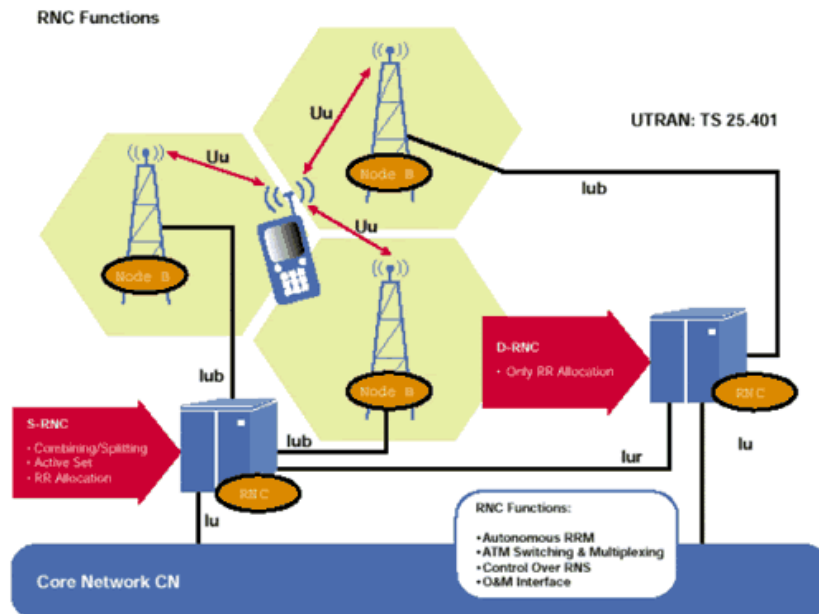 RNC Functions
UTRAN: TS 25.401
Uu
Uu
Uu
Node B
Node B
Node B
Iub
Iub
Iub
D-RNC
• Only RR Allocation
S-RNC
• Combining/Splitting
• Active Set
• RR Allocation
RNC
RNC
Iur
Iu
Iu
RNC Functions:
•Autonomous RRM
•ATM Switching & Multiplexing
•Control Over RNS
•O&M Interface
Core Network CN